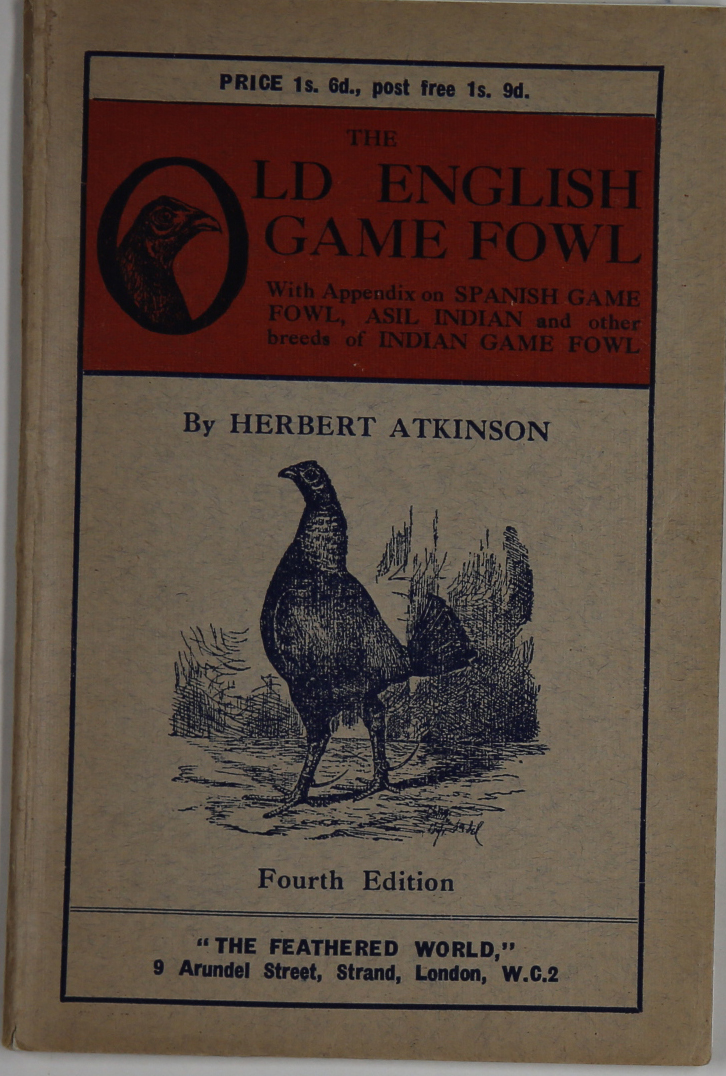 PRICE 1s. 6d., post free 1s. 9d.
THE
OLD ENGLISH
GAME FOWL
With Appendix on SPANISH GAME
FOWL, ASIL INDIAN and other
breeds of INDIAN GAME FOWL
By HERBERT ATKINSON
Fourth Edition
"THE FEATHERED WORLD,"
9 Arundel Street, Strand, London, W.C.2